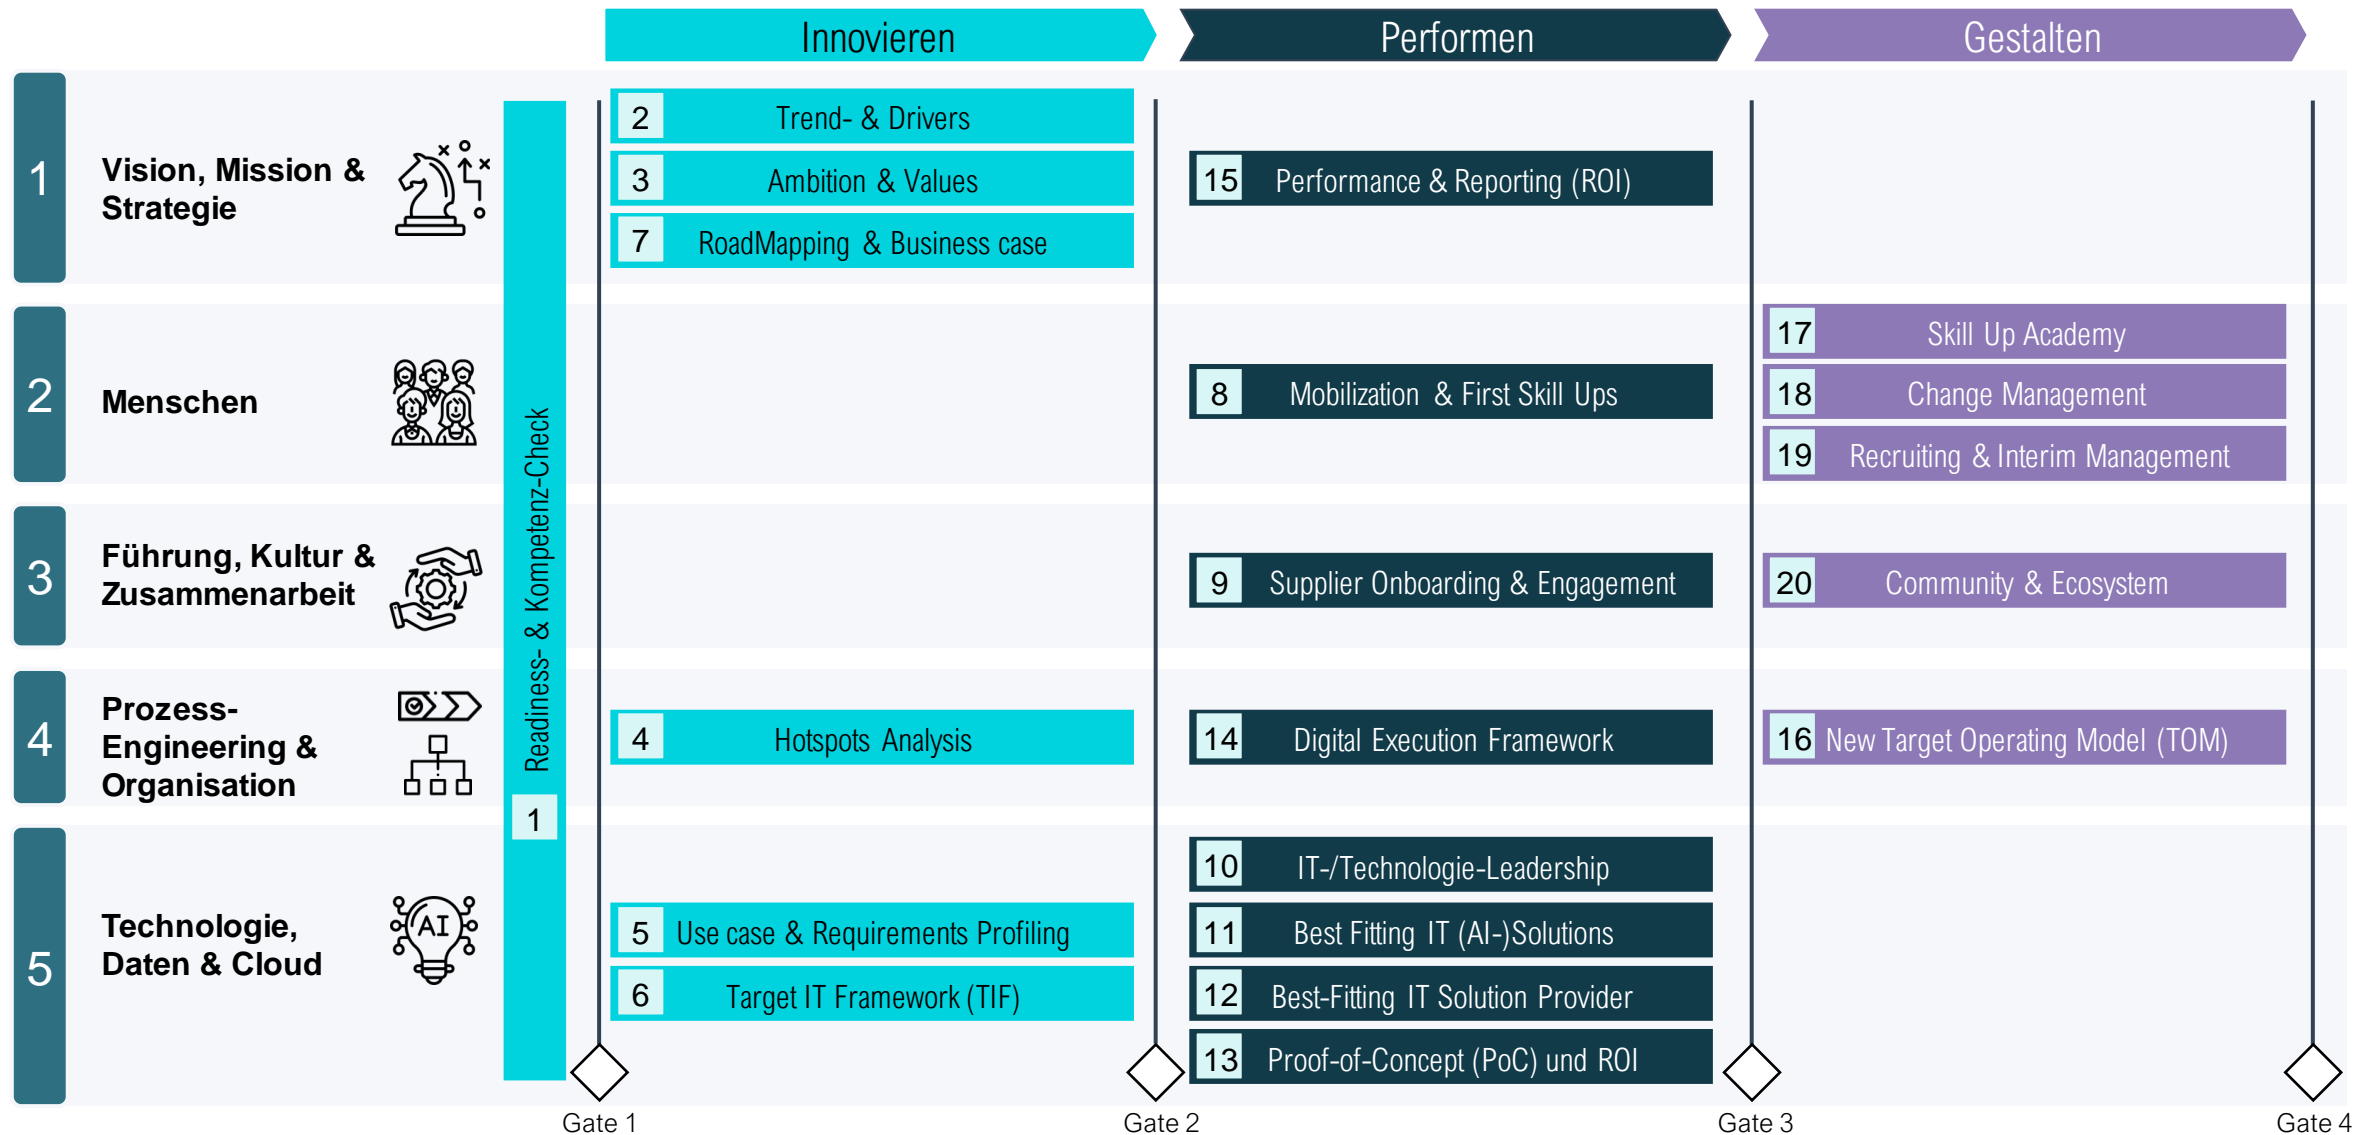 Innovieren
Performen
Gestalten
1
Vision, Mission &
Strategie
2
Trend- & Drivers
3
Ambition & Values
7
RoadMapping & Business case
15
Performance & Reporting (ROI)
2
Menschen
8
Mobilization & First Skill Ups
17
Skill Up Academy
18
Change Management
19
Recruiting & Interim Management
Readiness- & Kompetenz-Check
1
3
Führung, Kultur &
Zusammenarbeit
9
Supplier Onboarding & Engagement
20
Community & Ecosystem
4
Prozess-
Engineering &
Organisation
4
Hotspots Analysis
14
Digital Execution Framework
16
New Target Operating Model (TOM)
5
Technologie,
Daten & Cloud
AI
5
Use case & Requirements Profiling
6
Target IT Framework (TIF)
10
IT-/Technologie-Leadership
11
Best Fitting IT (AI-)Solutions
12
Best-Fitting IT Solution Provider
13
Proof-of-Concept (PoC) und ROI
Gate 1
Gate 2
Gate 3
Gate 4